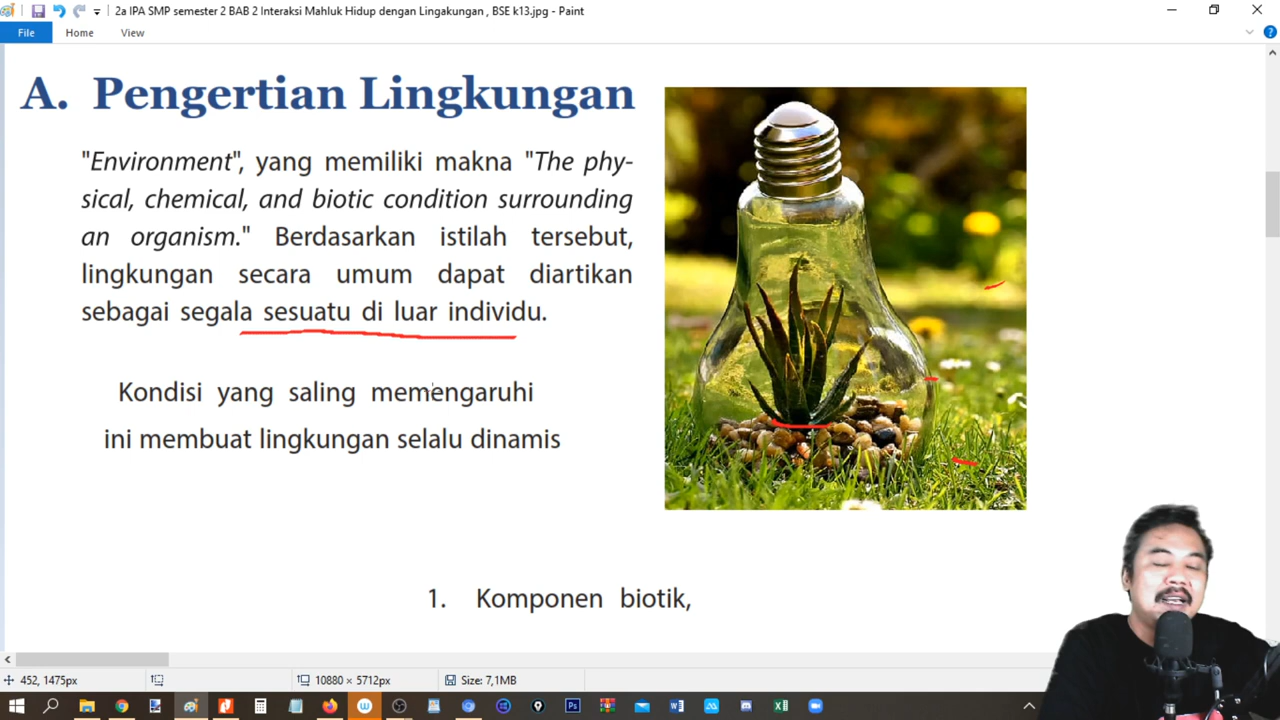 2a IPA SMP semester 2 BAB 2 Interaksi Mahluk Hidup dengan Lingakungan , BSE k13.jpg - Paint
File Home View
A. Pengertian Lingkungan
"Environment", yang memiliki makna "The phy-
sical, chemical, and biotic condition surrounding
an organism." Berdasarkan istilah tersebut,
lingkungan secara umum dapat diartikan
sebagai segala sesuatu di luar individu.
Kondisi yang saling memengaruhi
ini membuat lingkungan selalu dinamis
1. Komponen biotik,
452, 1475px 10880 × 5712px Size: 7,1MB